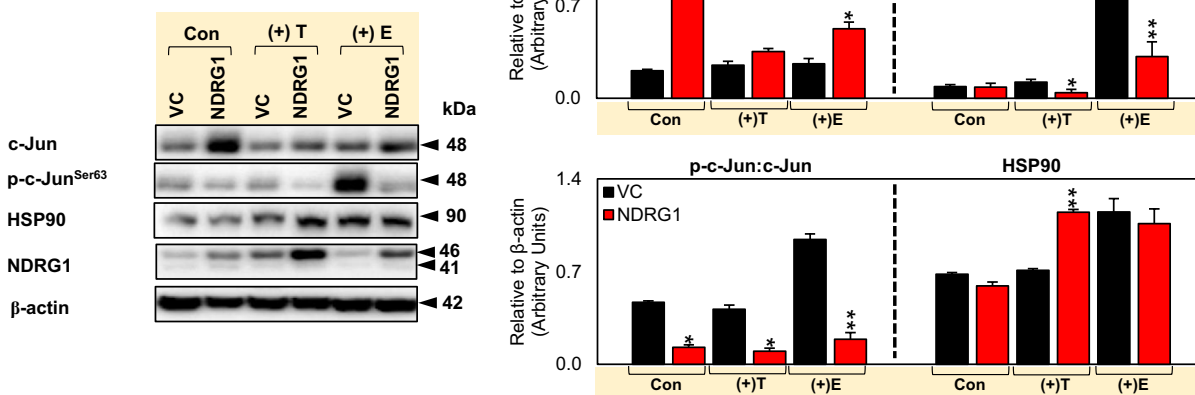 Con (+) T (+) E
VC NDRG1 VC NDRG1 VC NDRG1
kDa
c-Jun 48
p-c-Jun^Ser63 48
HSP90 90
NDRG1 46
41
β-actin 42
Relative to
(Arbitrary
0.7
0.0
*
*
**
Con (+)T (+)E Con (+)T (+)E
p-c-Jun:c-Jun HSP90
Relative to β-actin
(Arbitrary Units)
1.4
0.7
0.0
VC
NDRG1
*
*
**
**
Con (+)T (+)E Con (+)T (+)E